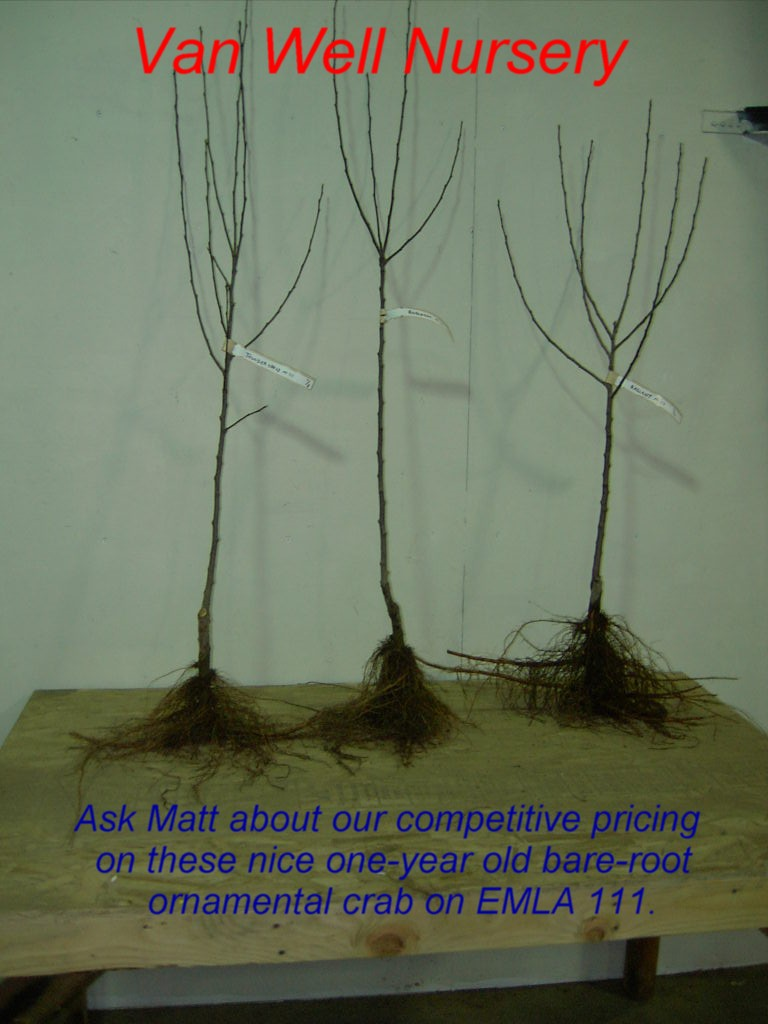 Van Well Nursery
Ask Matt about our competitive pricing
on these nice one-year old bare-root
ornamental crab on EMLA 111.